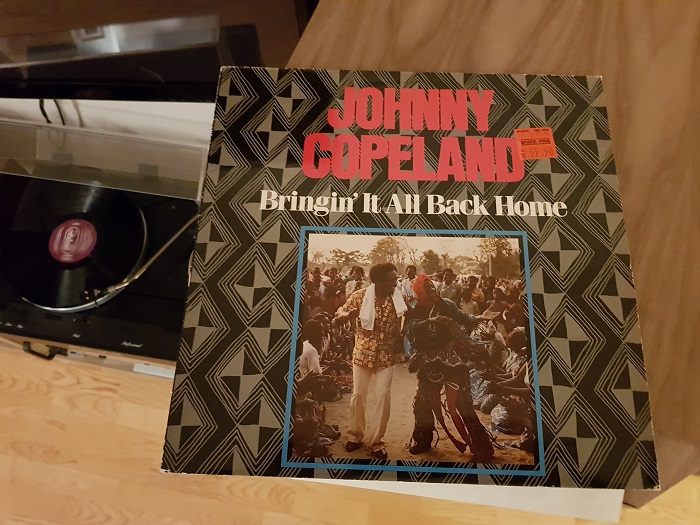 JOHNNY
COPELAND
Bringin' It All Back Home